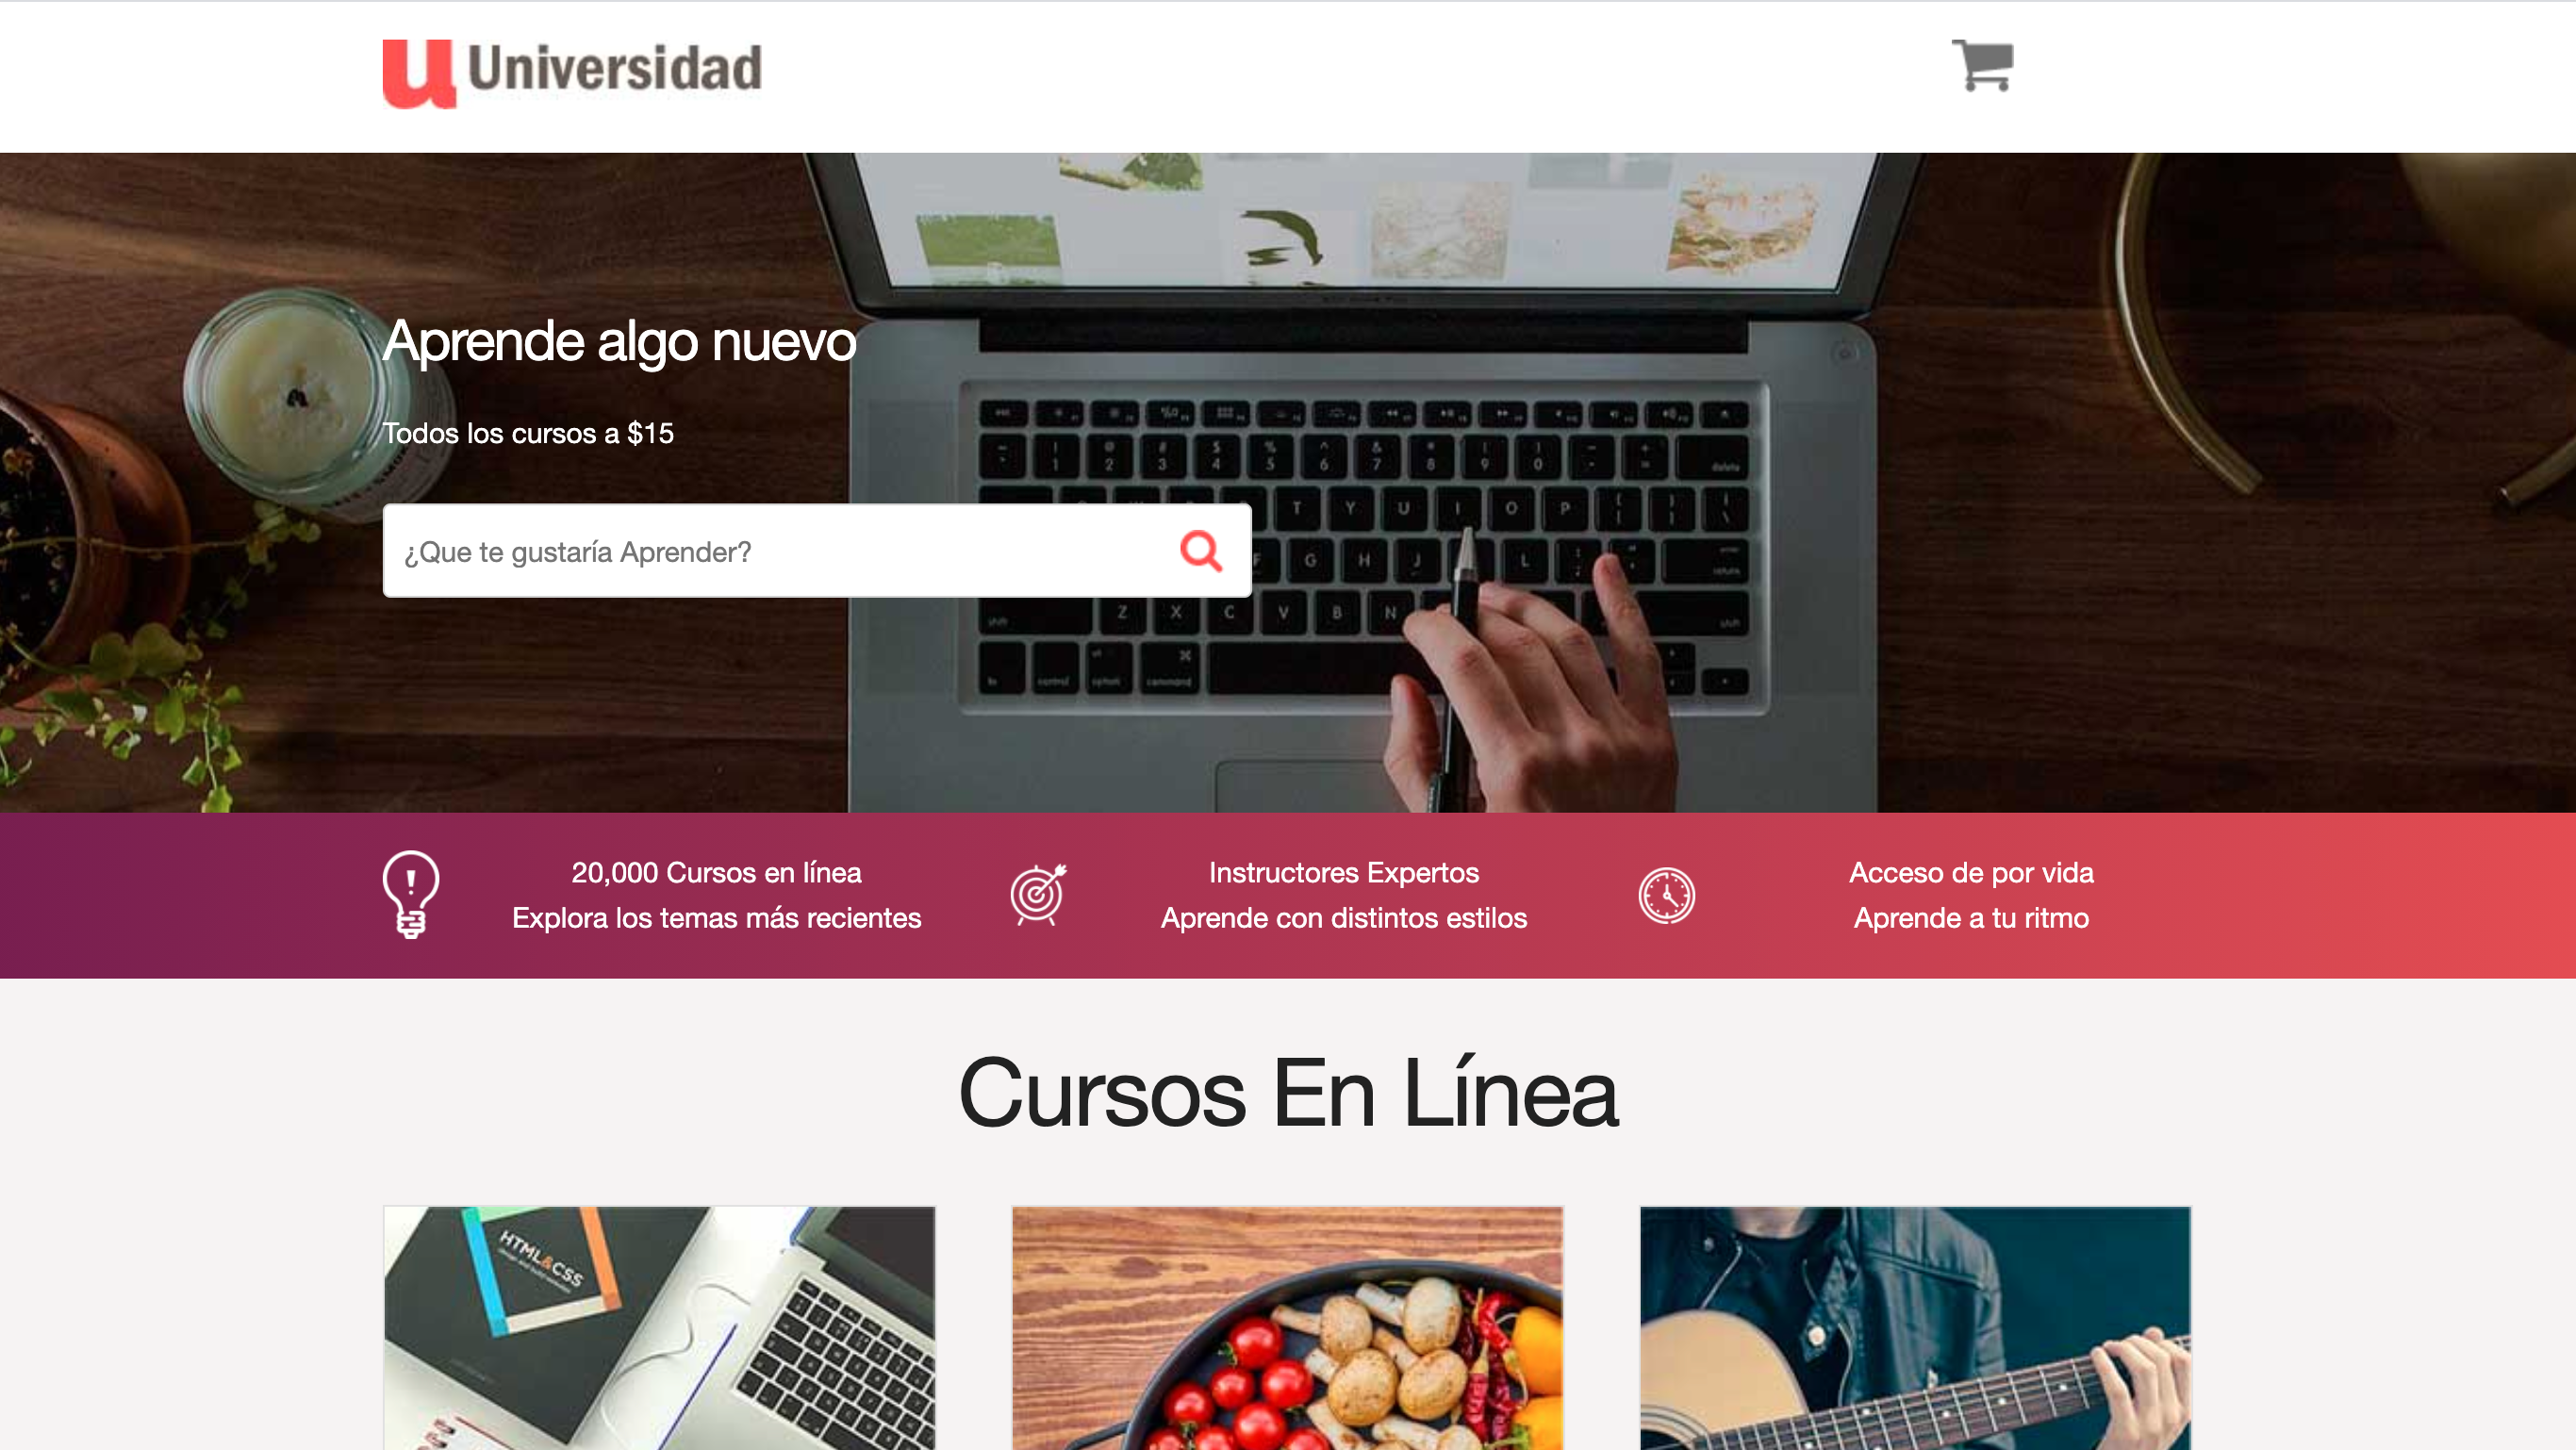 Universidad
Aprende algo nuevo
Todos los cursos a $15
¿Que te gustaría Aprender?
20,000 Cursos en línea
Explora los temas más recientes
Instructores Expertos
Aprende con distintos estilos
Acceso de por vida
Aprende a tu ritmo
Cursos En Línea
HTML&CSS